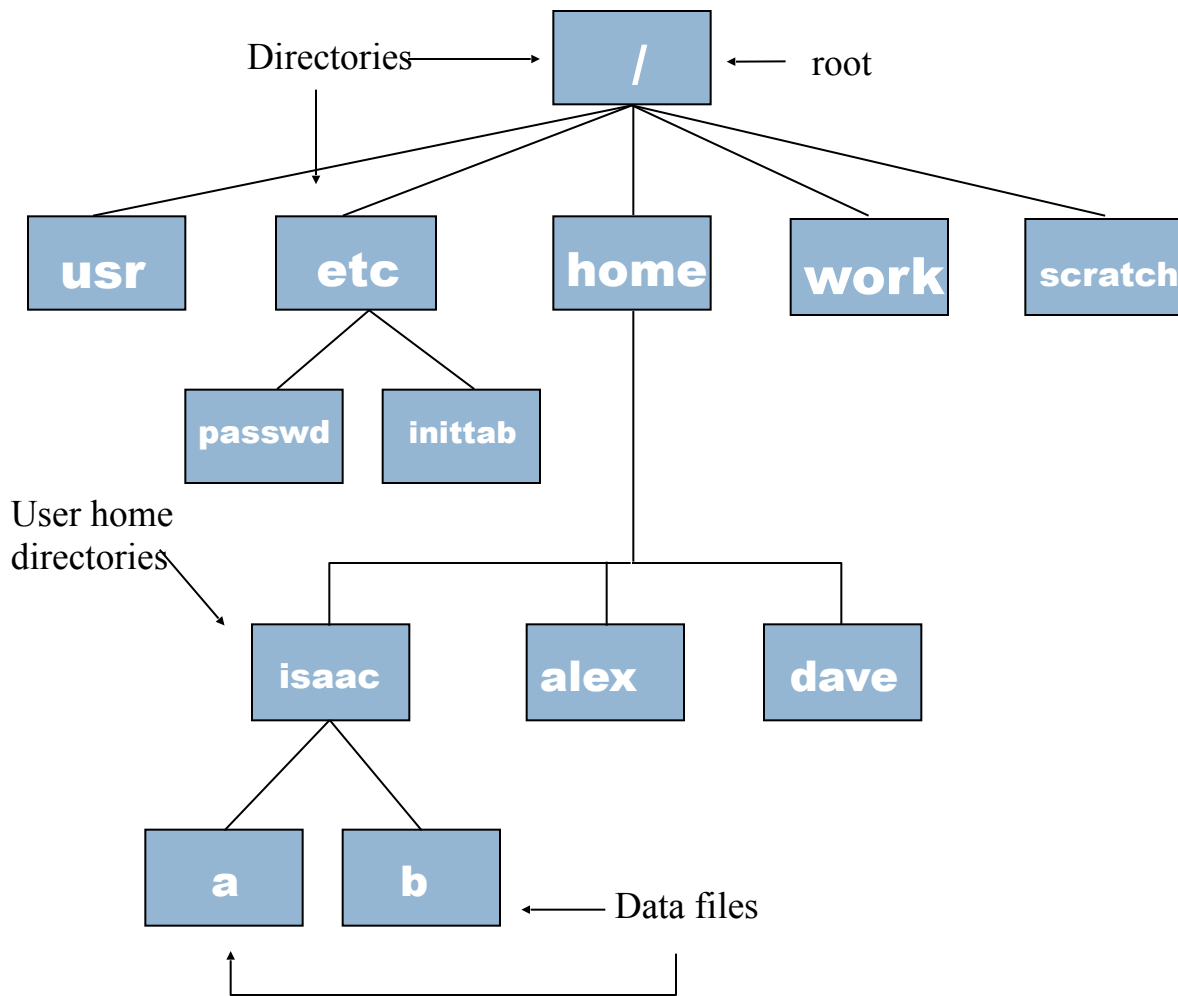 /
Directories
root
usr
etc
home
work
scratch
passwd
inittab
User home
directories
isaac
alex
dave
a
b
Data files